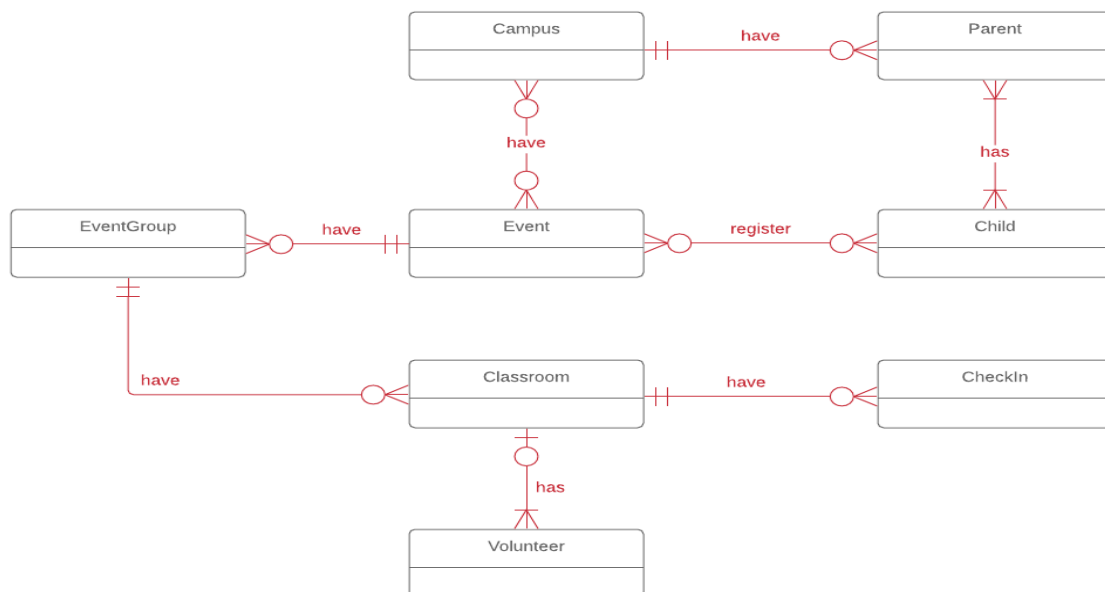 Campus
have
Parent
have
has
EventGroup
have
Event
register
Child
have
Classroom
have
CheckIn
has
Volunteer